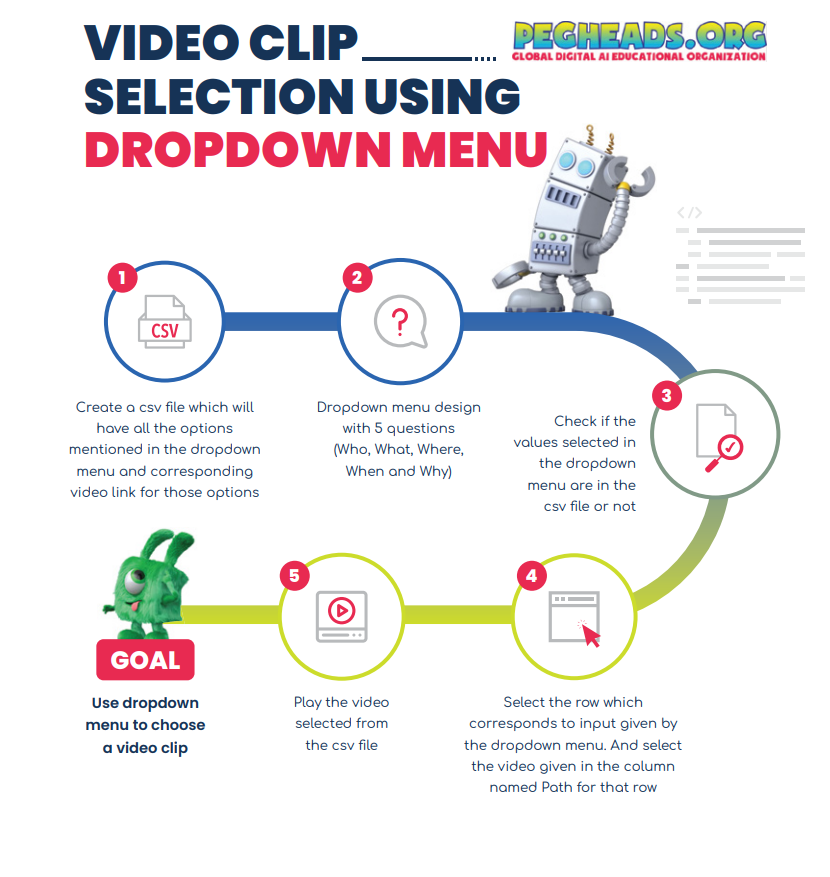 VIDEO CLIP
SELECTION USING
DROPDOWN MENU
PEGHEADS.ORG
GLOBAL DIGITAL AI EDUCATIONAL ORGANIZATION
</>
1
CSV
Create a csv file which will
have all the options
mentioned in the dropdown
menu and corresponding
video link for those options
2
?
Dropdown menu design
with 5 questions
(Who, What, Where,
When and Why)
3
Check if the
values selected in
the dropdown
menu are in the
csv file or not
4
Select the row which
corresponds to input given by
the dropdown menu. And select
the video given in the column
named Path for that row
5
Play the video
selected from
the csv file
GOAL
Use dropdown
menu to choose
a video clip